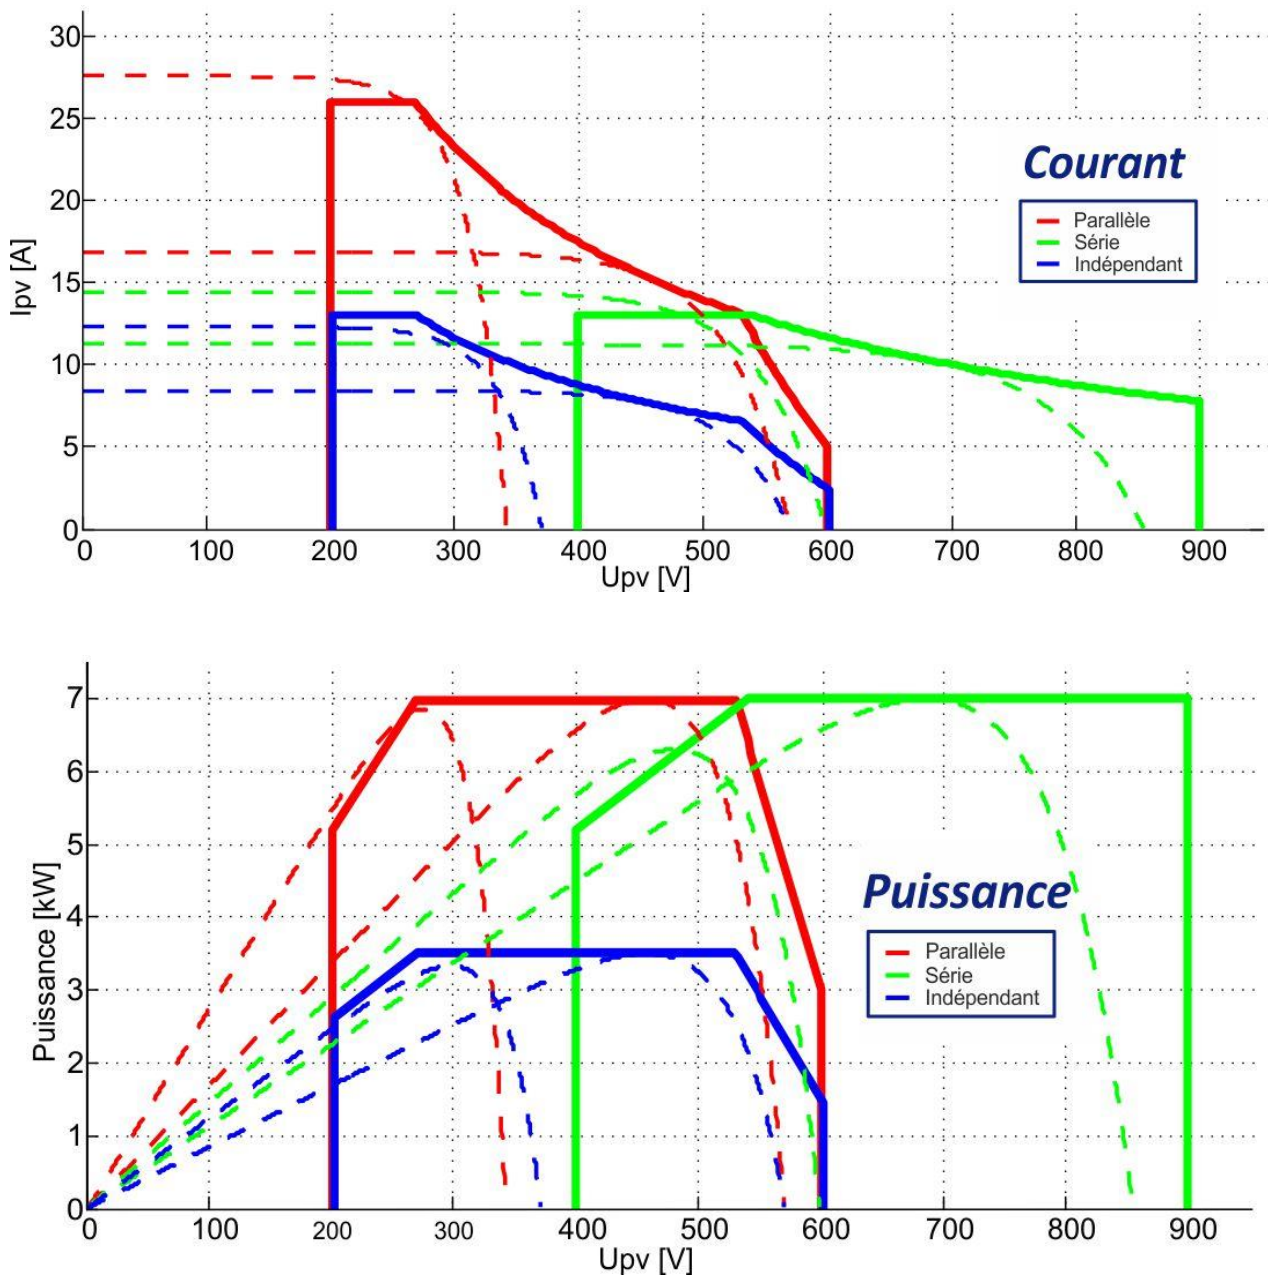 30
25
20
15
10
5
0
Ipv [A]
Courant
Parallèle
Série
Indépendant
0 100 200 300 400 500 600 700 800 900
Upv [V]
7
6
5
4
3
2
1
0
Puissance [kW]
Puissance
Parallèle
Série
Indépendant
0 100 200 300 400 500 600 700 800 900
Upv [V]